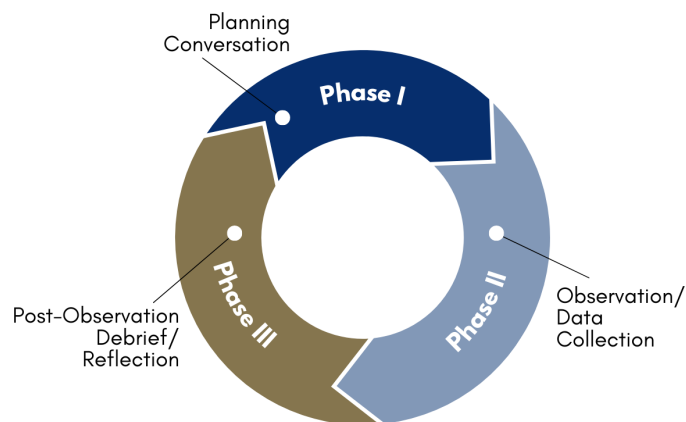 Planning
Conversation
Phase I
Phase II
Observation/
Data
Collection
Phase III
Post-Observation
Debrief/
Reflection